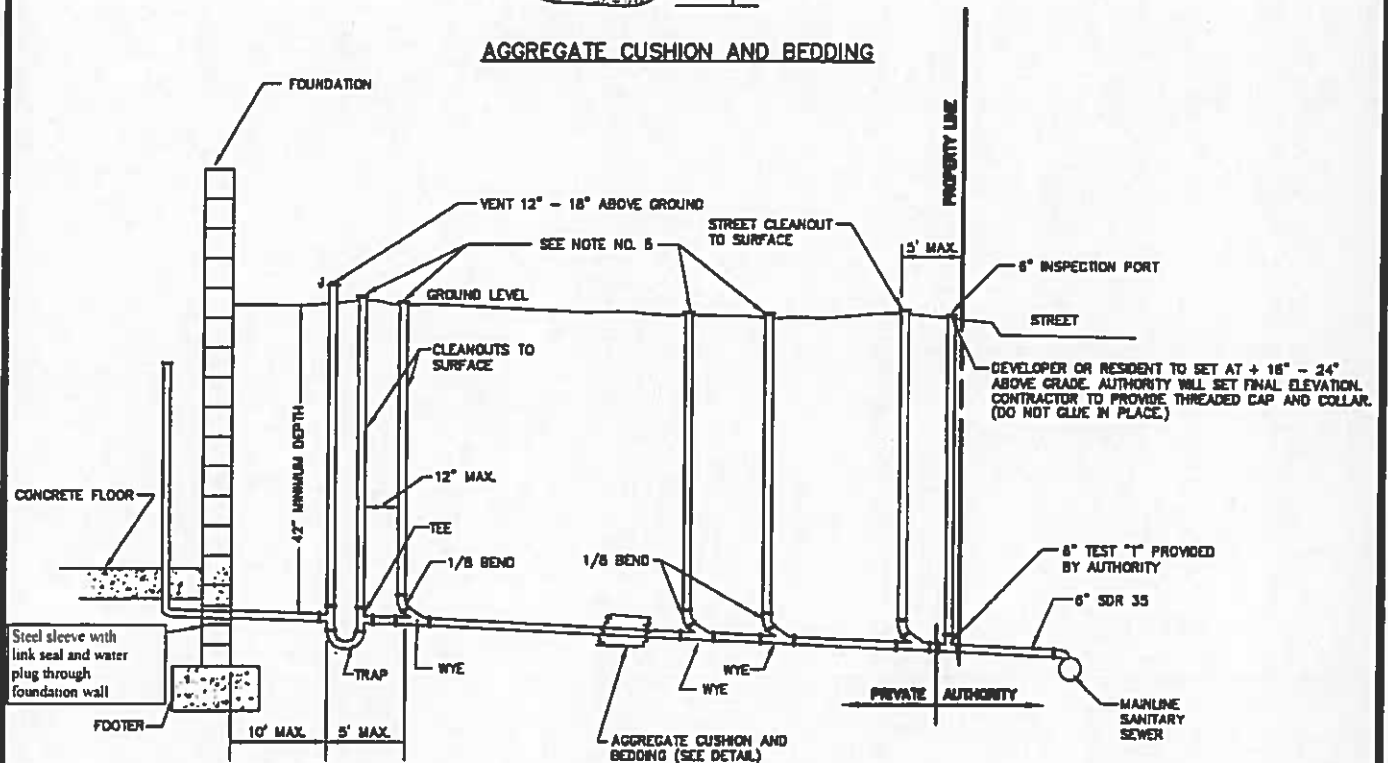 AGGREGATE CUSHION AND BEDDING
FOUNDATION
PROPERTY LINE
VENT 12" - 18" ABOVE GROUND
STREET CLEANOUT
TO SURFACE
5' MAX.
SEE NOTE NO. 5
6" INSPECTION PORT
GROUND LEVEL
STREET
CLEANOUTS TO
SURFACE
DEVELOPER OR RESIDENT TO SET AT + 18" - 24"
ABOVE GRADE. AUTHORITY WILL SET FINAL ELEVATION.
CONTRACTOR TO PROVIDE THREADED CAP AND COLLAR.
(DO NOT GLUE IN PLACE.)
42" MINIMUM DEPTH
12" MAX.
CONCRETE FLOOR
TEE
1/8 BEND
1/8 BEND
6" TEST "T" PROVIDED
BY AUTHORITY
6" SDR 35
Steel sleeve with
link seal and water
plug through
foundation wall
TRAP
WYE
WYE
WYE
PRIVATE
AUTHORITY
MAINLINE
SANITARY
SEWER
FOOTER
10' MAX.
5' MAX.
AGGREGATE CUSHION AND
BEDDING (SEE DETAIL)